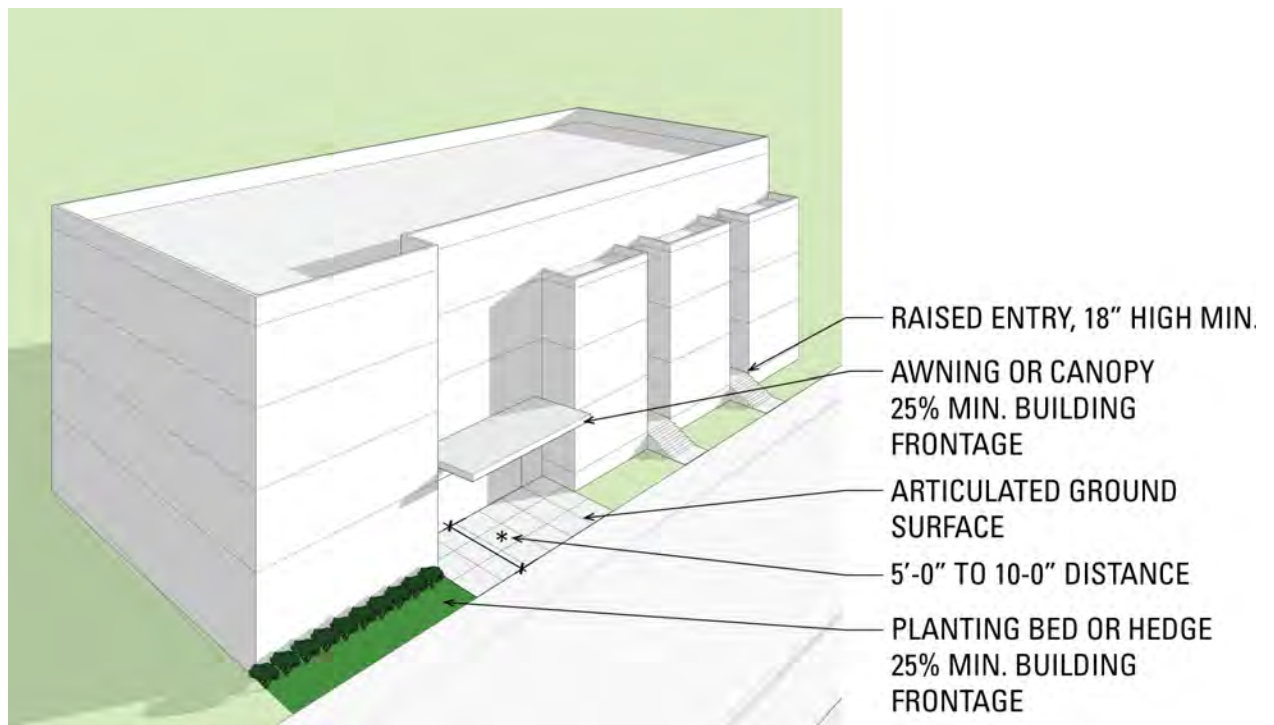 RAISED ENTRY, 18" HIGH MIN.
AWNING OR CANOPY
25% MIN. BUILDING
FRONTAGE
ARTICULATED GROUND
SURFACE
*
5'-0" TO 10-0" DISTANCE
PLANTING BED OR HEDGE
25% MIN. BUILDING
FRONTAGE